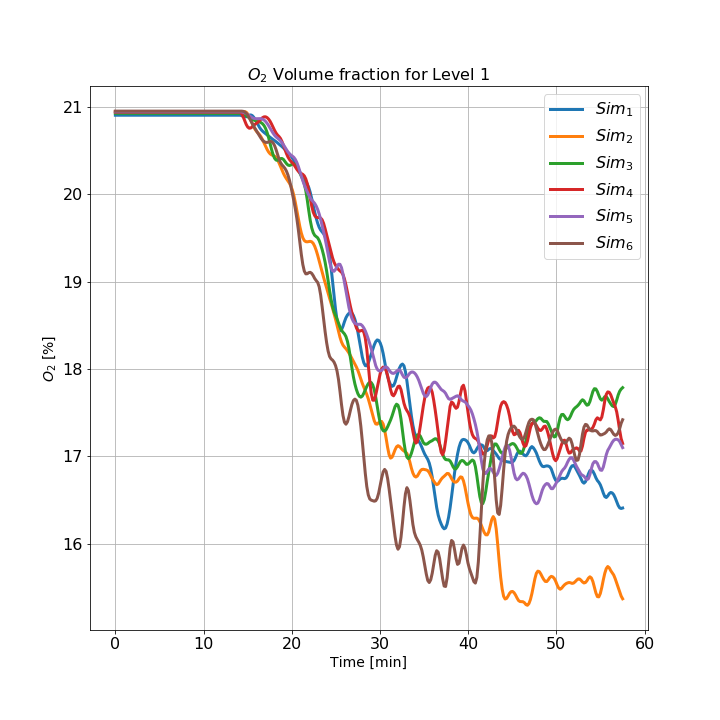 O2 Volume fraction for Level 1
21
20
19
18
17
16
O2 [%]
0 10 20 30 40 50 60
Time [min]
Sim1
Sim2
Sim3
Sim4
Sim5
Sim6